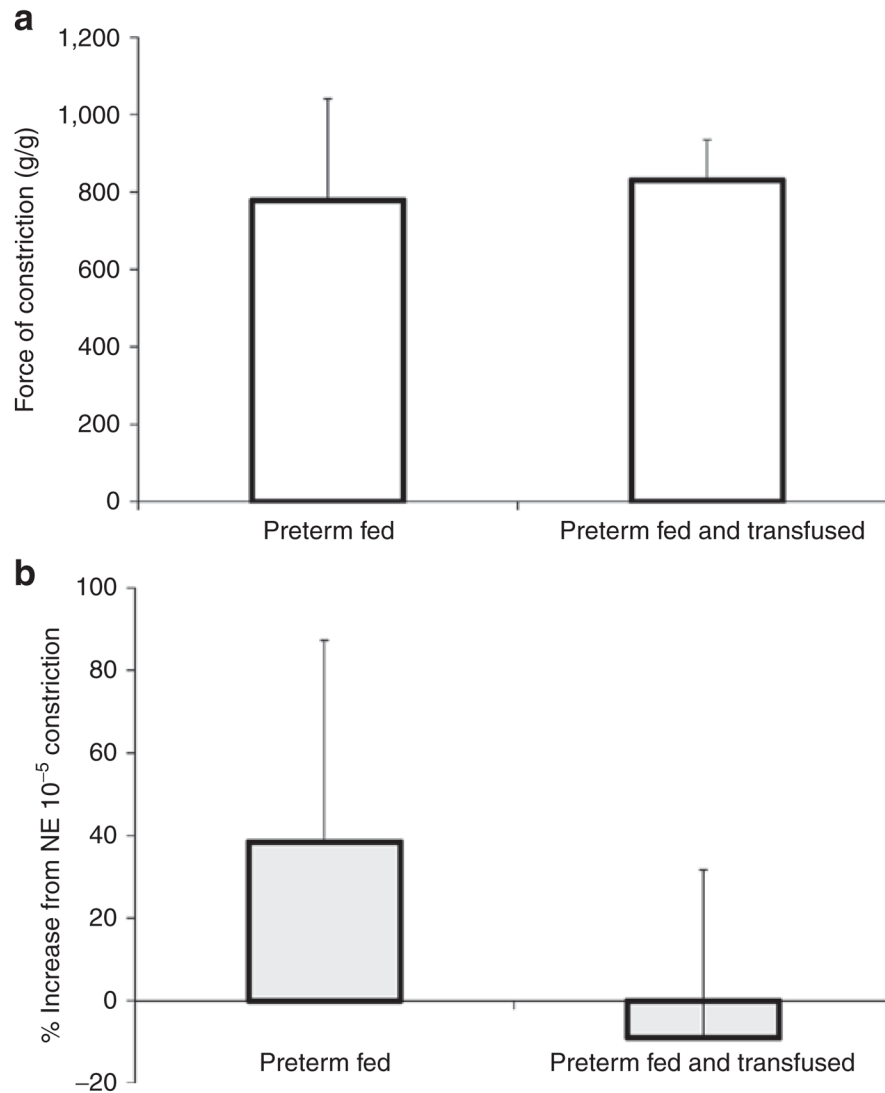 a
1,200
1,000
800
600
400
200
0
Force of constriction (g/g)
Preterm fed
Preterm fed and transfused
b
100
80
60
40
20
0
–20
% Increase from NE 10⁻⁵ constriction
Preterm fed
Preterm fed and transfused